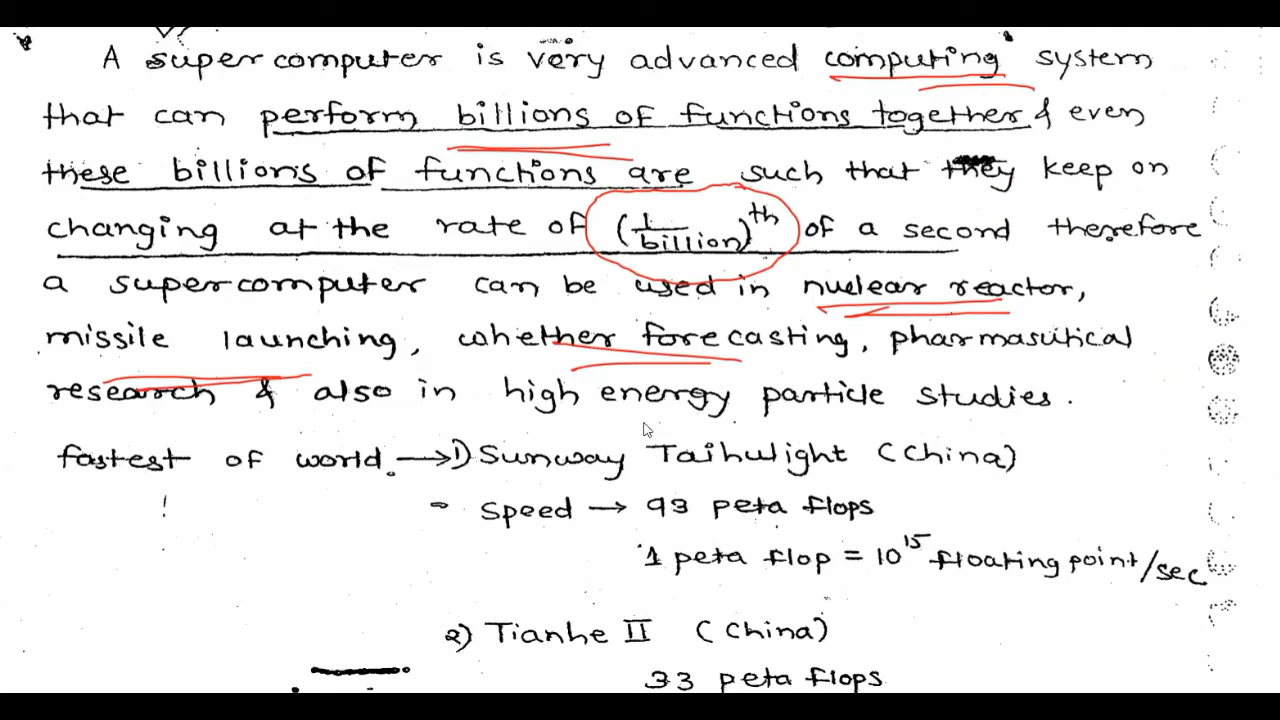 A supercomputer is very advanced computing system
that can perform billions of functions together & even
these billions of functions are such that they keep on
changing at the rate of (1/billion)th of a second therefore
a supercomputer can be used in nuclear reactor,
missile launching, whether forecasting, pharmasutical
research & also in high energy particle studies.
fastest of world. → 1) Sunway Taihulight (China)
- Speed → 93 peta flops
1 peta flop = 10^15 floating point/sec
2) Tianhe II (China)
33 peta flops